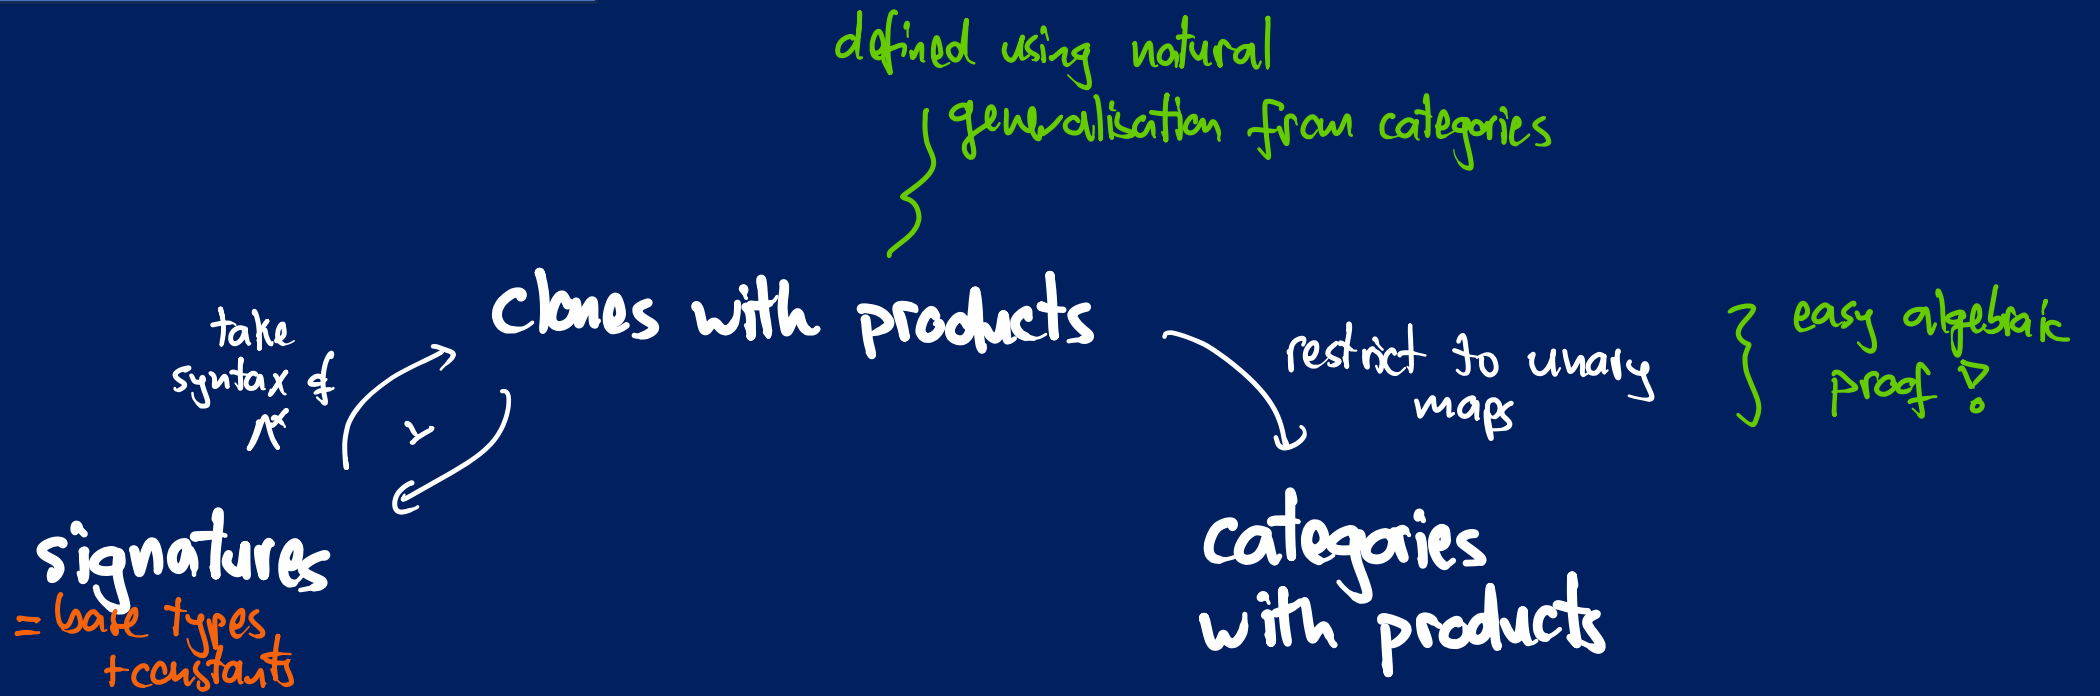 defined using natural
generalisation from categories
clones with products
take
syntax of
Λ×
restrict to unary
maps
easy algebraic
proof!
signatures
= base types
+constants
categories
with products